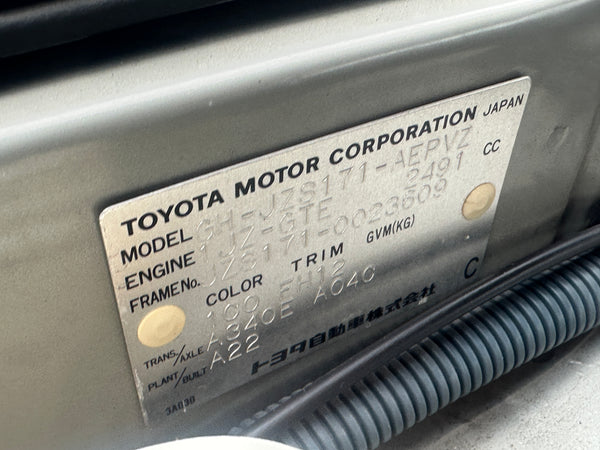 TOYOTA MOTOR CORPORATION JAPAN
MODEL GH-JZS171-AEPVZ
ENGINE 1JZ-GTE 2491 CC
FRAME No. JZS171-0023609
COLOR TRIM GVM(KG)
100 FH12
TRANS./AXLE A340E A040
PLANT/BUILT A22 C
トヨタ自動車株式会社
3A030